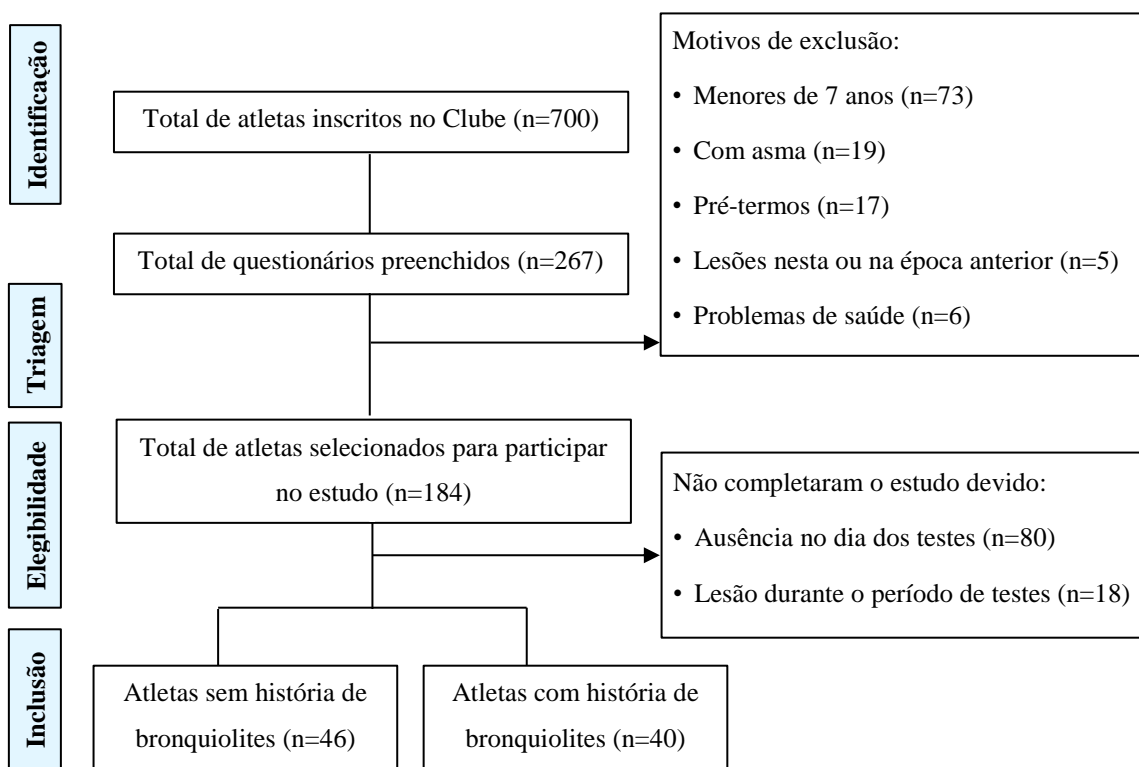 Identificação
Total de atletas inscritos no Clube (n=700)
Total de questionários preenchidos (n=267)
Motivos de exclusão:
• Menores de 7 anos (n=73)
• Com asma (n=19)
• Pré-termos (n=17)
• Lesões nesta ou na época anterior (n=5)
• Problemas de saúde (n=6)
Triagem
Elegibilidade
Total de atletas selecionados para participar
no estudo (n=184)
Não completaram o estudo devido:
• Ausência no dia dos testes (n=80)
• Lesão durante o período de testes (n=18)
Inclusão
Atletas sem história de
bronquiolites (n=46)
Atletas com história de
bronquiolites (n=40)